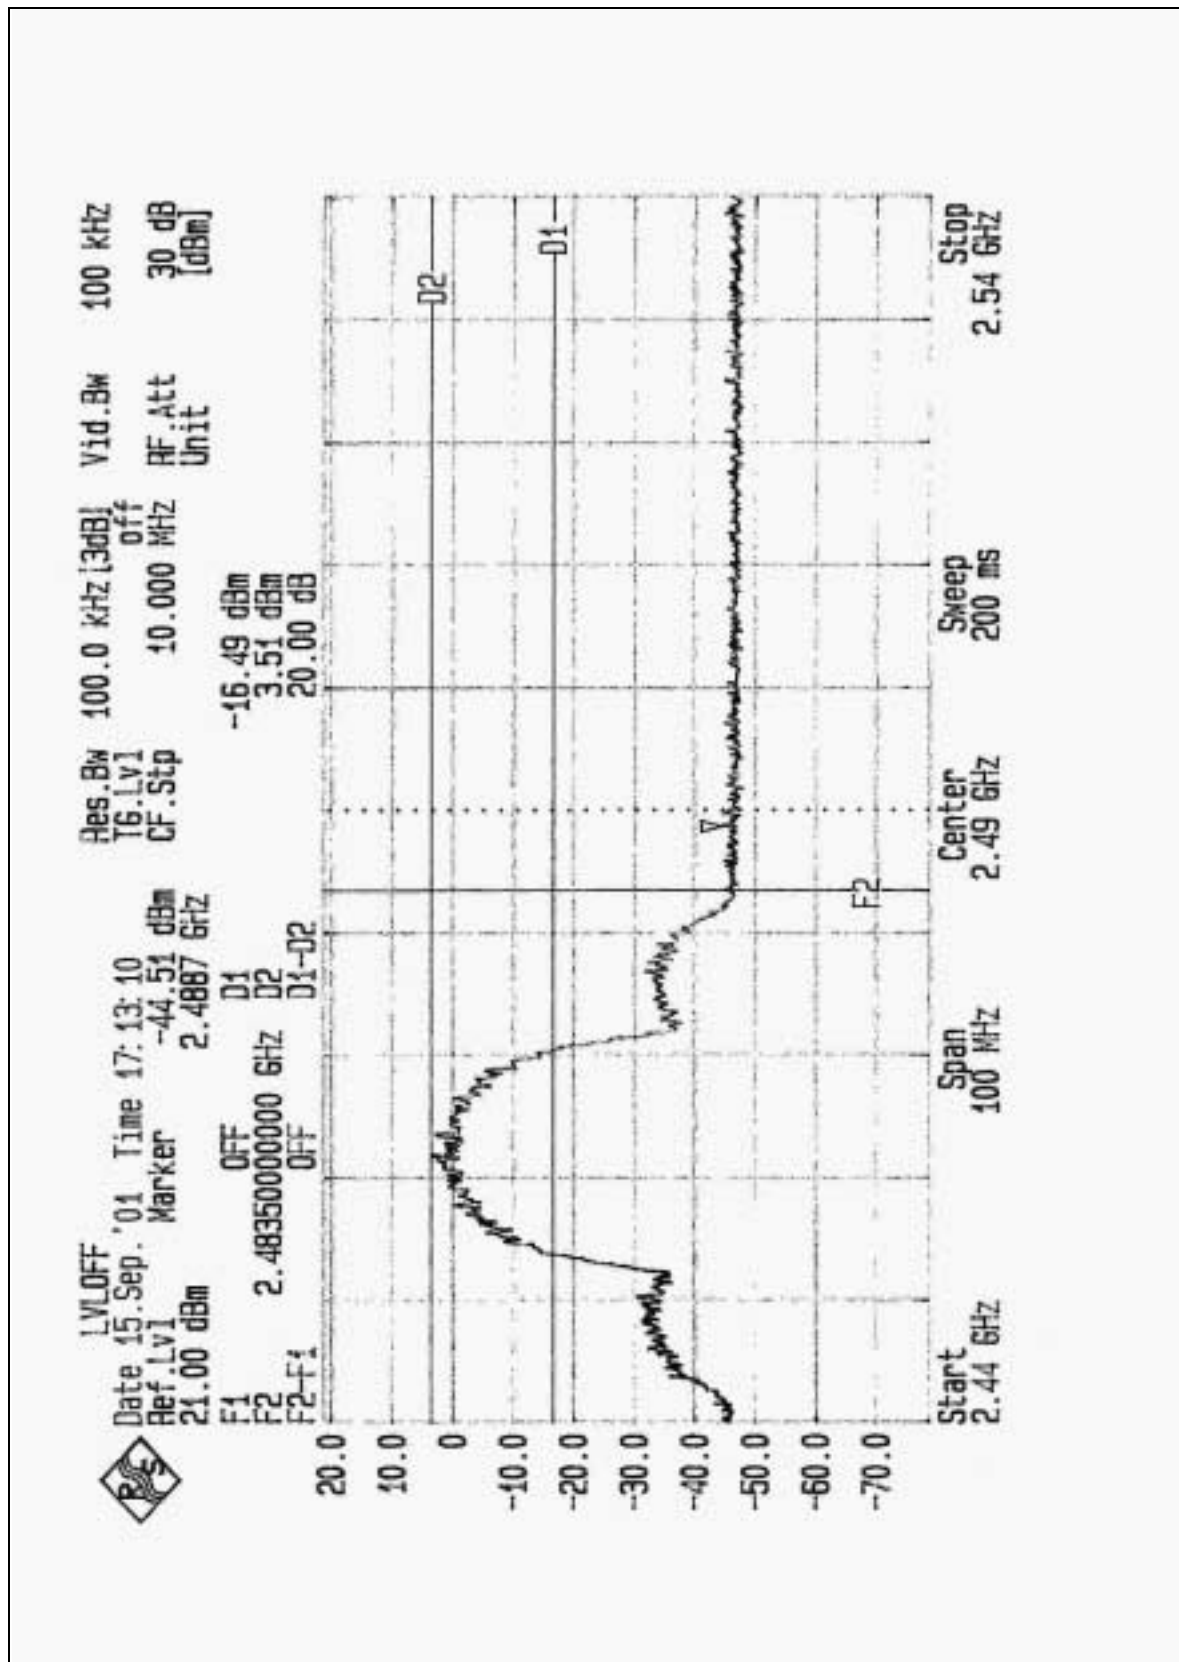 LVLOFF
Date 15.Sep.'01 Time 17:13:10
Ref.Lvl Marker -44.51 dBm Res.Bw 100.0 kHz[3dB] Vid.Bw 100 kHz
21.00 dBm 2.4887 GHz TG.Lvl off
CF.Stp 10.000 MHz RF.Att 30 dB
Unit [dBm]
F1 OFF D1 -16.49 dBm
F2 2.4835000000 GHz D2 3.51 dBm
F2-F1 OFF D1-D2 20.00 dB
20.0
10.0
0
-10.0
-20.0
-30.0
-40.0
-50.0
-60.0
-70.0
D2
D1
F2
Start Span Center Sweep Stop
2.44 GHz 100 MHz 2.49 GHz 200 ms 2.54 GHz
RS